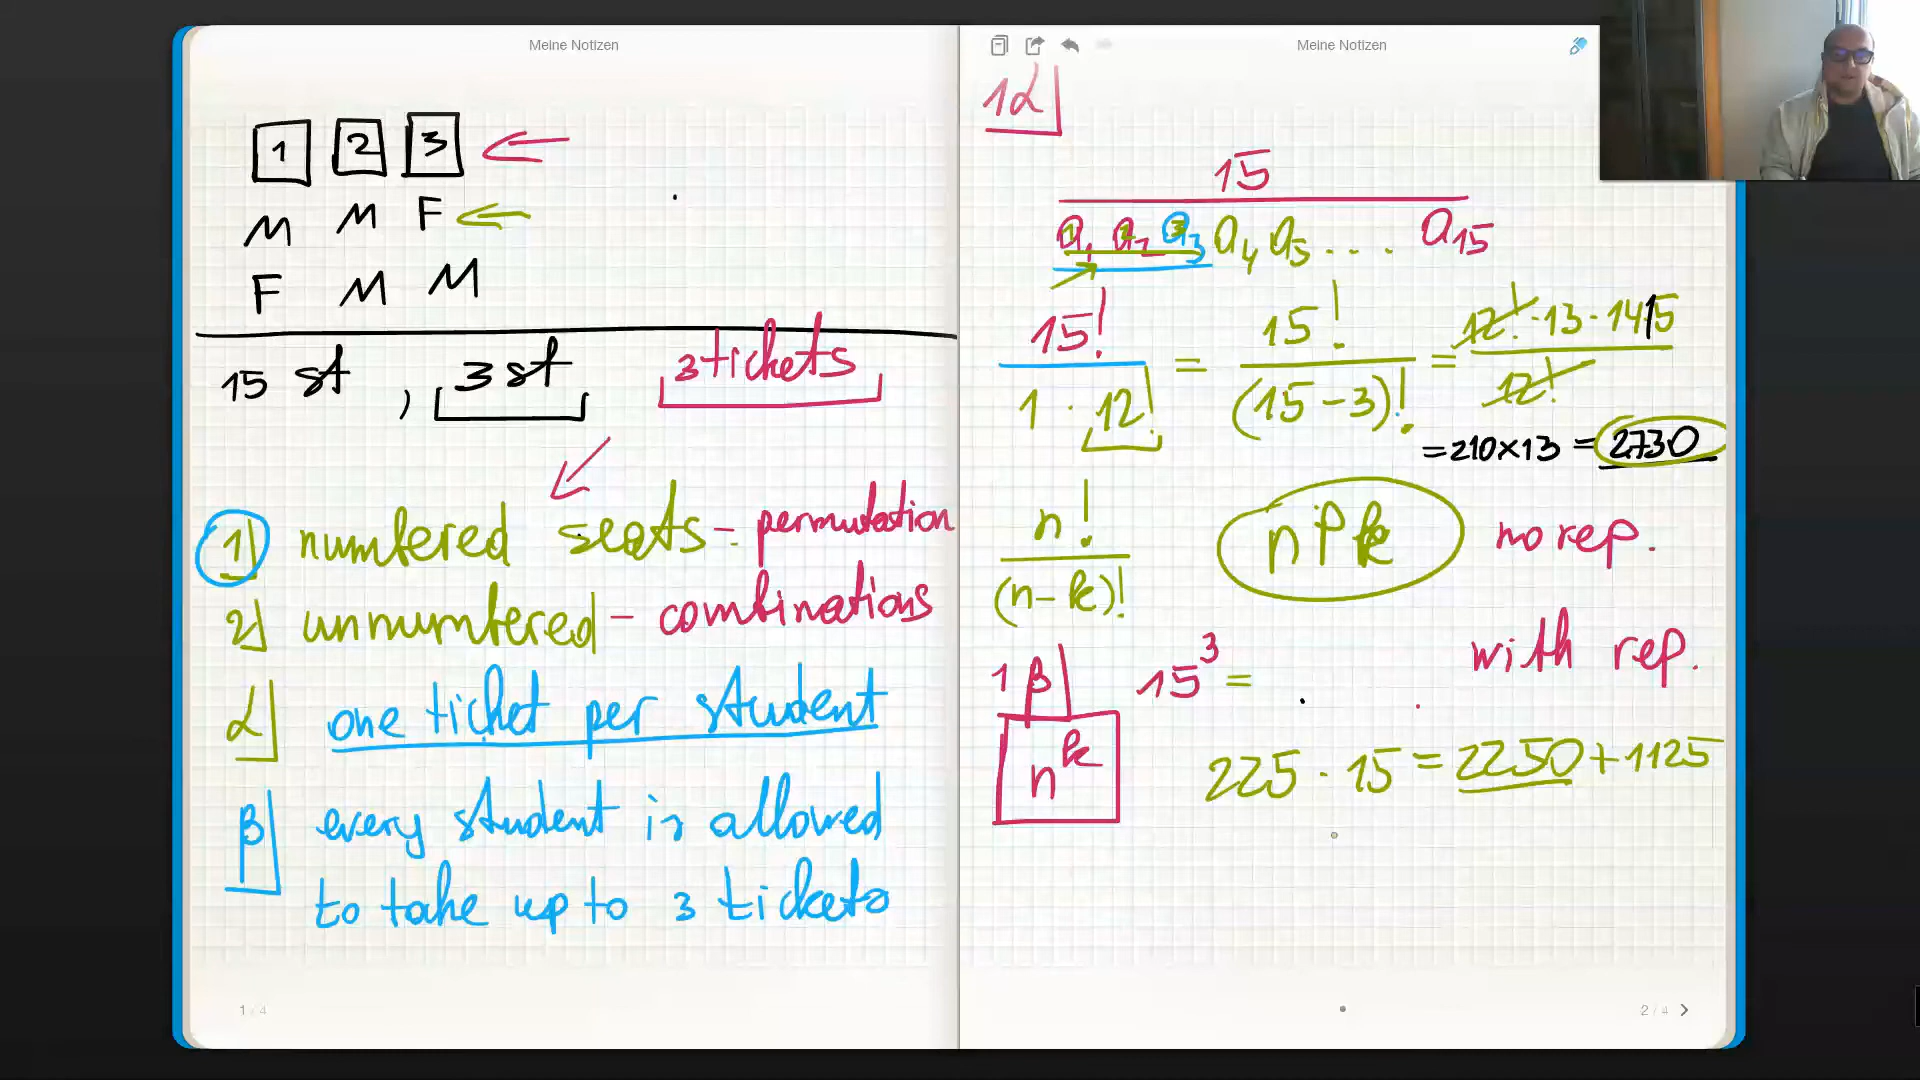 Meine Notizen
1 2 3
M M F
F M M
15 st , 3 st 3 tickets
1) numbered seats - permutation
2) unnumbered - combinations
α one ticket per student
β every student is allowed
to take up to 3 tickets
1 / 4
Meine Notizen
1α
15
a1 a2 a3 a4 a5 ... a15
15! / 1 · 12! = 15! / (15-3)! = 12! · 13 · 14 15 / 12!
= 210 × 13 = 2730
n! / (n-k)! nPk no rep.
with rep.
1β 15³ =
n^k
225 · 15 = 2250 + 1125
2 / 4